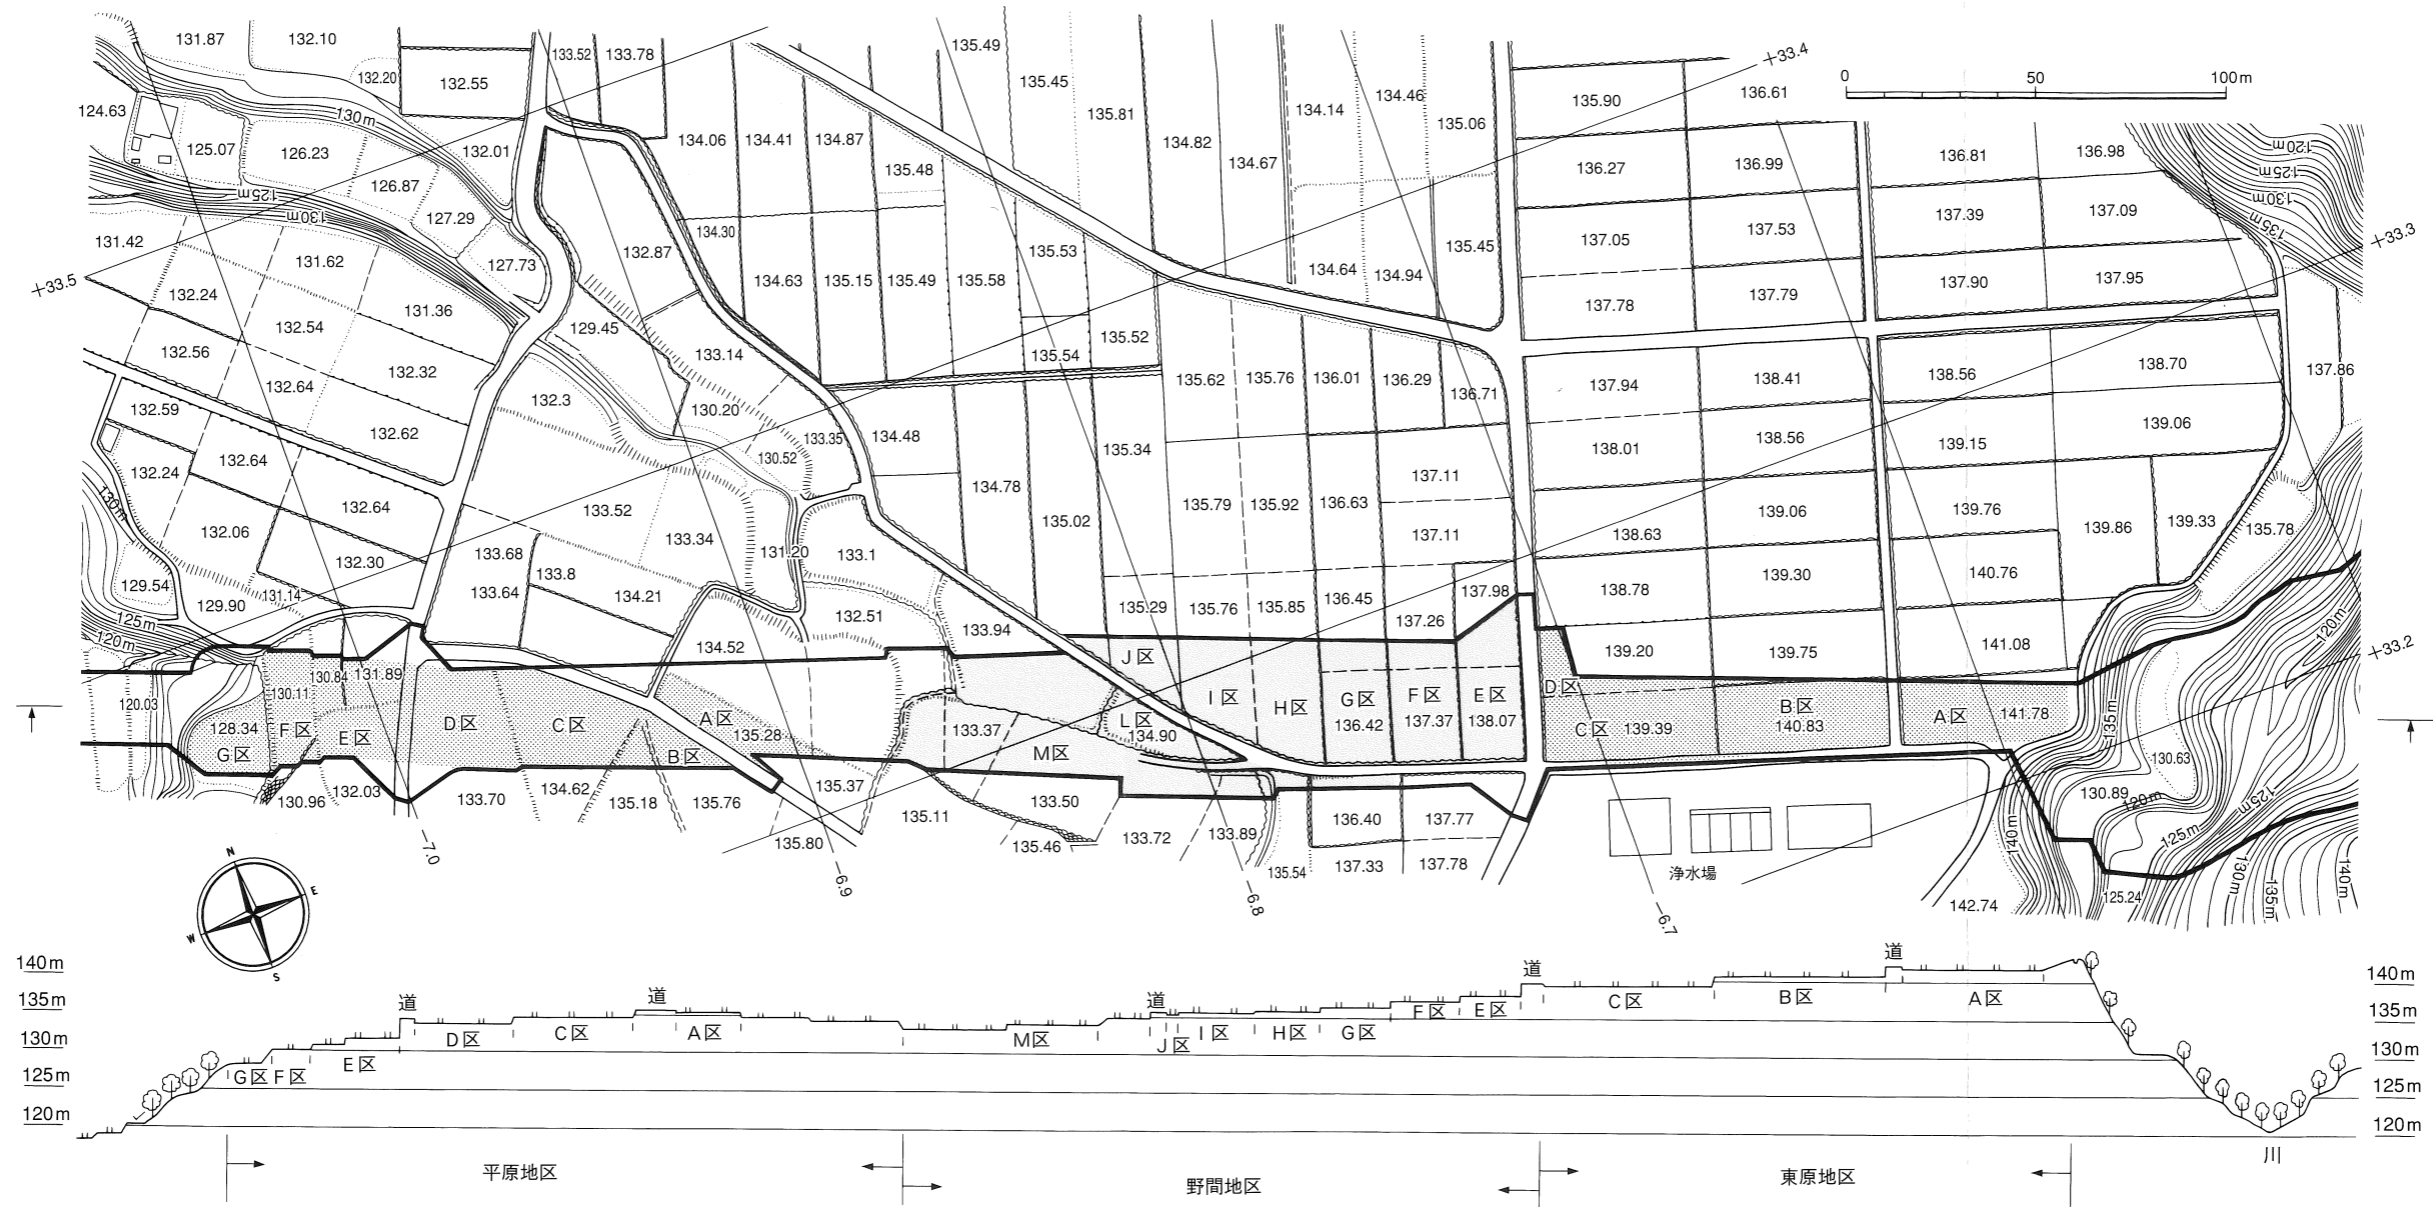 131.87 132.10 133.52 133.78 135.49 +33.4
132.20 132.55 135.45 134.14 134.46 135.90 136.61 0 50 100m
124.63 130m 135.81 135.06
125.07 126.23 132.01 134.06 134.41 134.87 134.82 134.67 136.27 136.99 136.81 136.98 120m
126.87 135.48 125m
125m 130m 127.29 134.30 137.05 137.53 137.39 137.09 130m
131.42 131.62 127.73 132.87 135.53 135.45 135m +33.3
+33.5 132.24 131.36 134.63 135.15 135.49 135.58 134.64 134.94 137.78 137.79 137.90 137.95
132.54 129.45
132.56 133.14 135.54 135.52
132.64 132.32 135.62 135.76 136.01 136.29 136.71 137.94 138.41 138.56 138.70 137.86
132.59 132.3 130.20
132.62 133.35 134.48 135.34 138.01 138.56 139.15 139.06
132.24 132.64 130.52 134.78 137.11
130m 132.64 133.52 135.02 135.79 135.92 136.63 139.06 139.76
132.06 133.34 131.20 133.1 137.11 138.63 139.86 139.33 135.78
132.30 133.68 133.8
129.54 129.90 131.14 133.64 134.21 132.51 135.29 135.76 135.85 136.45 137.98 138.78 139.30 140.76
125m 133.94 137.26 120m
120m 134.52 J区 139.20 139.75 141.08 +33.2
120.03 130.11 130.84 131.89 I区 H区 G区 F区 E区 D区
128.34 F区 E区 D区 C区 A区 133.37 L区 136.42 137.37 138.07 C区 139.39 B区 140.83 A区 141.78 135m
G区 135.28 B区 M区 134.90 130.63
130.96 132.03 133.70 134.62 135.18 135.76 135.37 135.11 133.50 130.89 120m 125m
135.80 135.46 133.72 133.89 136.40 137.77 140m 125m
−7.0 −6.9 135.54 137.33 137.78 浄水場 130m 140m
N E W S −6.8 −6.7 142.74 125.24 135m
140m 道 道 140m
135m 道 道 道 C区 B区 A区 135m
130m D区 C区 A区 M区 J区 I区 H区 G区 F区 E区 130m
125m G区 F区 E区 125m
120m 120m
平原地区 野間地区 東原地区 川